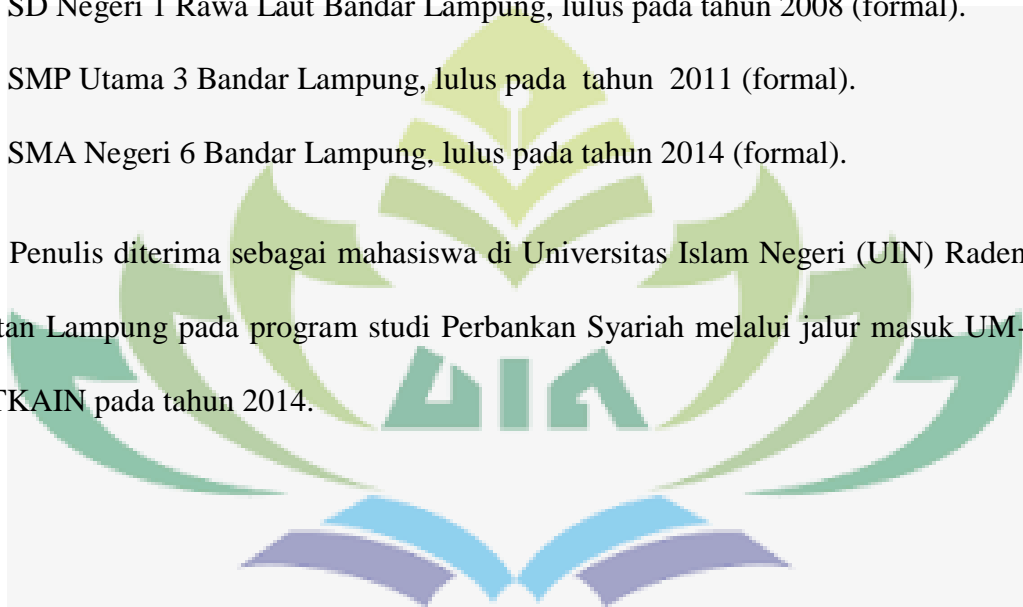 SD Negeri 1 Rawa Laut Bandar Lampung, lulus pada tahun 2008 (formal).
SMP Utama 3 Bandar Lampung, lulus pada tahun 2011 (formal).
SMA Negeri 6 Bandar Lampung, lulus pada tahun 2014 (formal).
Penulis diterima sebagai mahasiswa di Universitas Islam Negeri (UIN) Raden
tan Lampung pada program studi Perbankan Syariah melalui jalur masuk UM-
TKAIN pada tahun 2014.
UIN